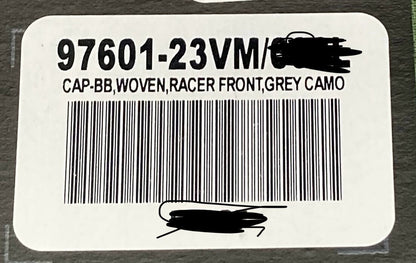 97601-23VM/
CAP-BB,WOVEN,RACER FRONT,GREY CAMO